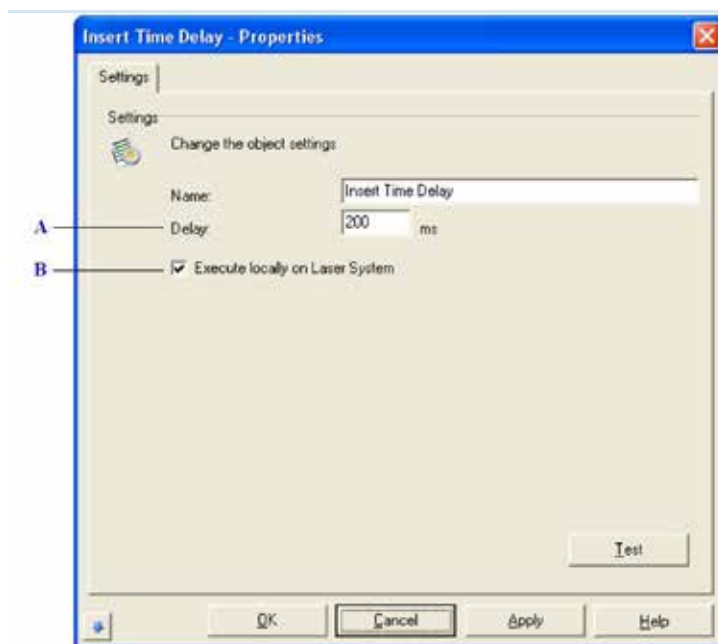 Insert Time Delay - Properties
Settings
Settings
Change the object settings
Name: Insert Time Delay
A Delay 200 ms
B Execute locally on Laser System
Test
OK Cancel Apply Help